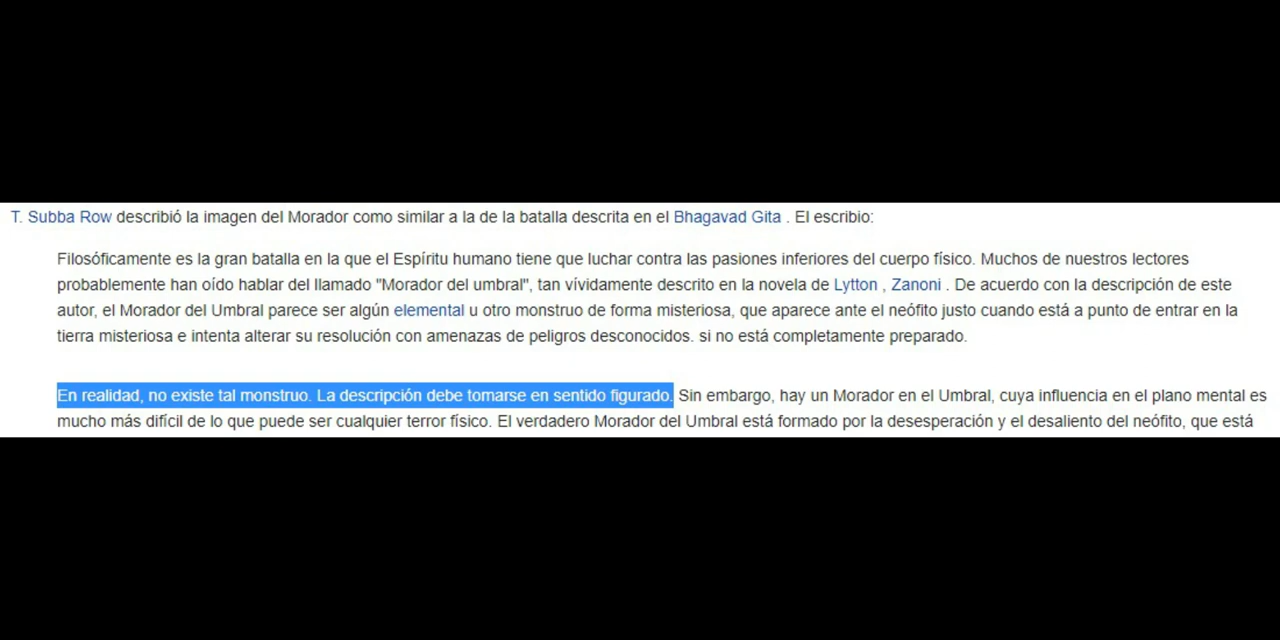 T. Subba Row describió la imagen del Morador como similar a la de la batalla descrita en el Bhagavad Gita . El escribio:
Filosóficamente es la gran batalla en la que el Espíritu humano tiene que luchar contra las pasiones inferiores del cuerpo físico. Muchos de nuestros lectores
probablemente han oído hablar del llamado "Morador del umbral", tan vívidamente descrito en la novela de Lytton , Zanoni . De acuerdo con la descripción de este
autor, el Morador del Umbral parece ser algún elemental u otro monstruo de forma misteriosa, que aparece ante el neófito justo cuando está a punto de entrar en la
tierra misteriosa e intenta alterar su resolución con amenazas de peligros desconocidos. si no está completamente preparado.
En realidad, no existe tal monstruo. La descripción debe tomarse en sentido figurado. Sin embargo, hay un Morador en el Umbral, cuya influencia en el plano mental es
mucho más difícil de lo que puede ser cualquier terror físico. El verdadero Morador del Umbral está formado por la desesperación y el desaliento del neófito, que está